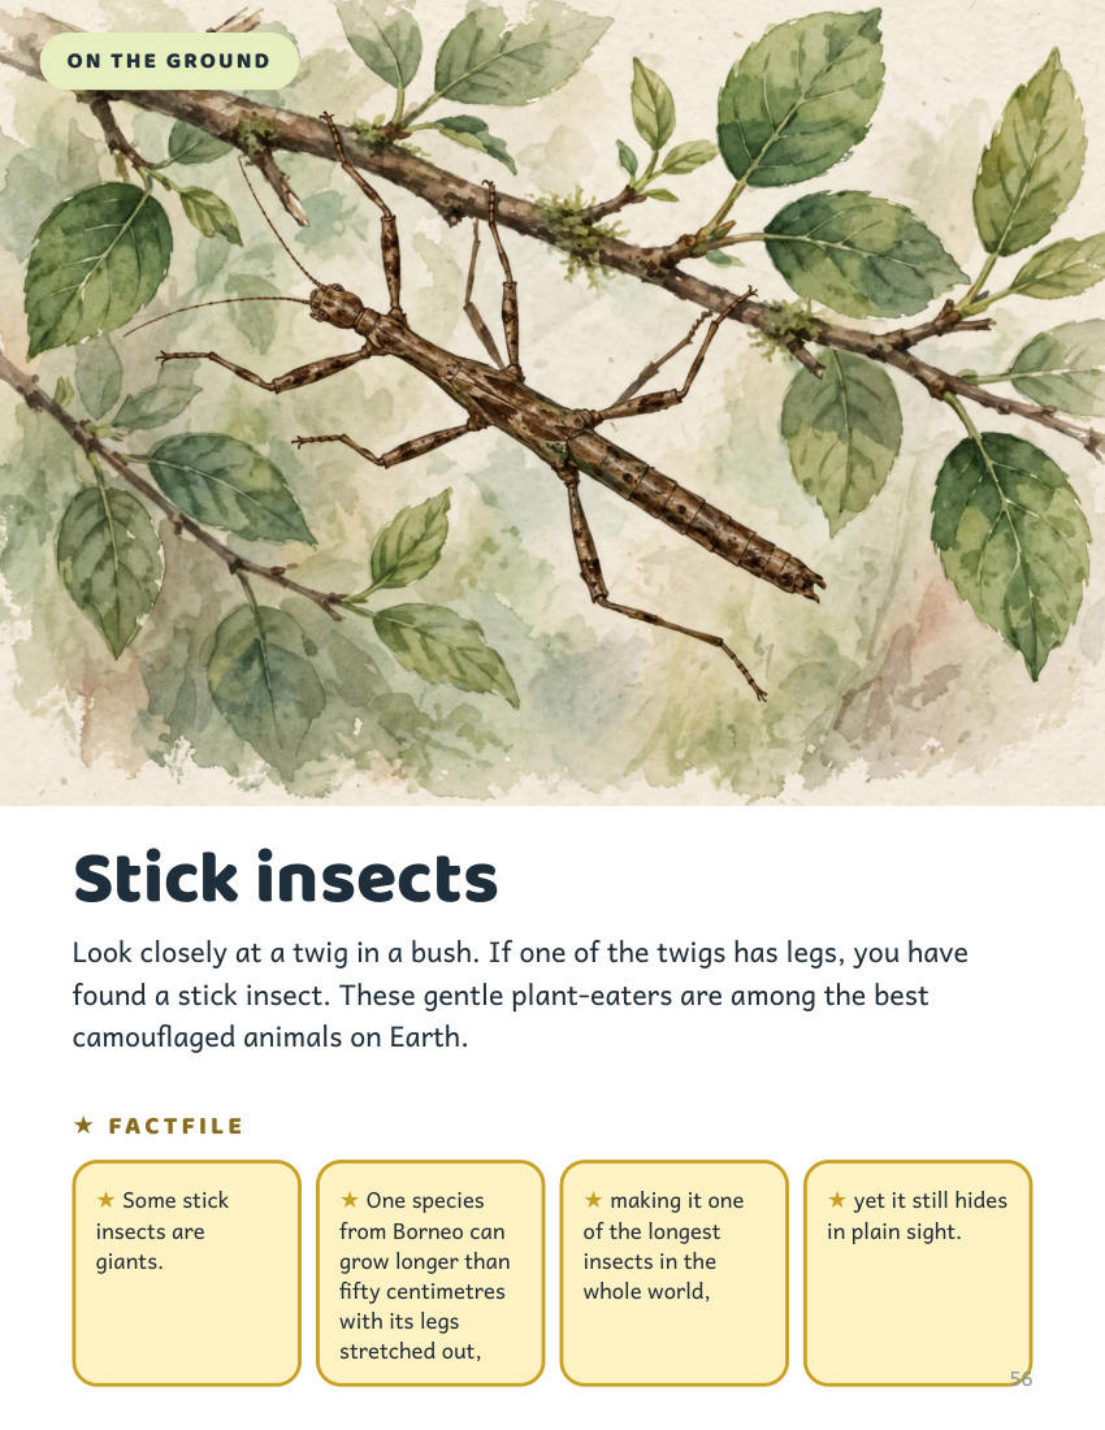 ON THE GROUND
Stick insects
Look closely at a twig in a bush. If one of the twigs has legs, you have
found a stick insect. These gentle plant-eaters are among the best
camouflaged animals on Earth.
★ FACTFILE
★ Some stick
insects are
giants.
★ One species
from Borneo can
grow longer than
fifty centimetres
with its legs
stretched out,
★ making it one
of the longest
insects in the
whole world,
★ yet it still hides
in plain sight.
56